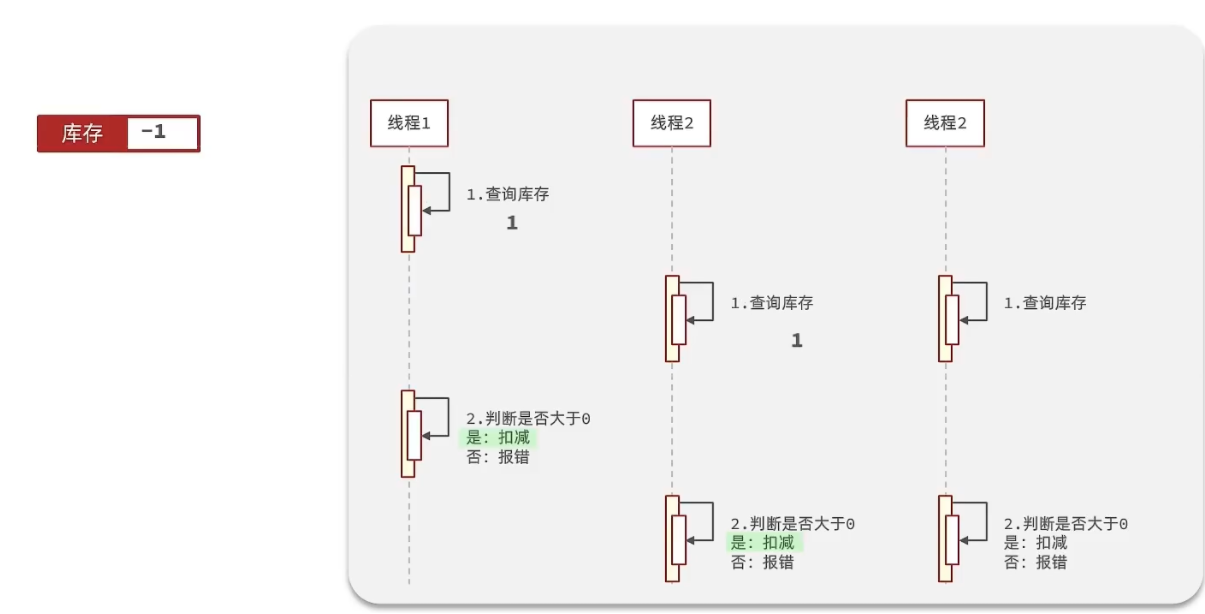 库存 -1
线程1
线程2
线程2
1.查询库存
1
1.查询库存
1
1.查询库存
2.判断是否大于0
是: 扣减
否: 报错
2.判断是否大于0
是: 扣减
否: 报错
2.判断是否大于0
是: 扣减
否: 报错